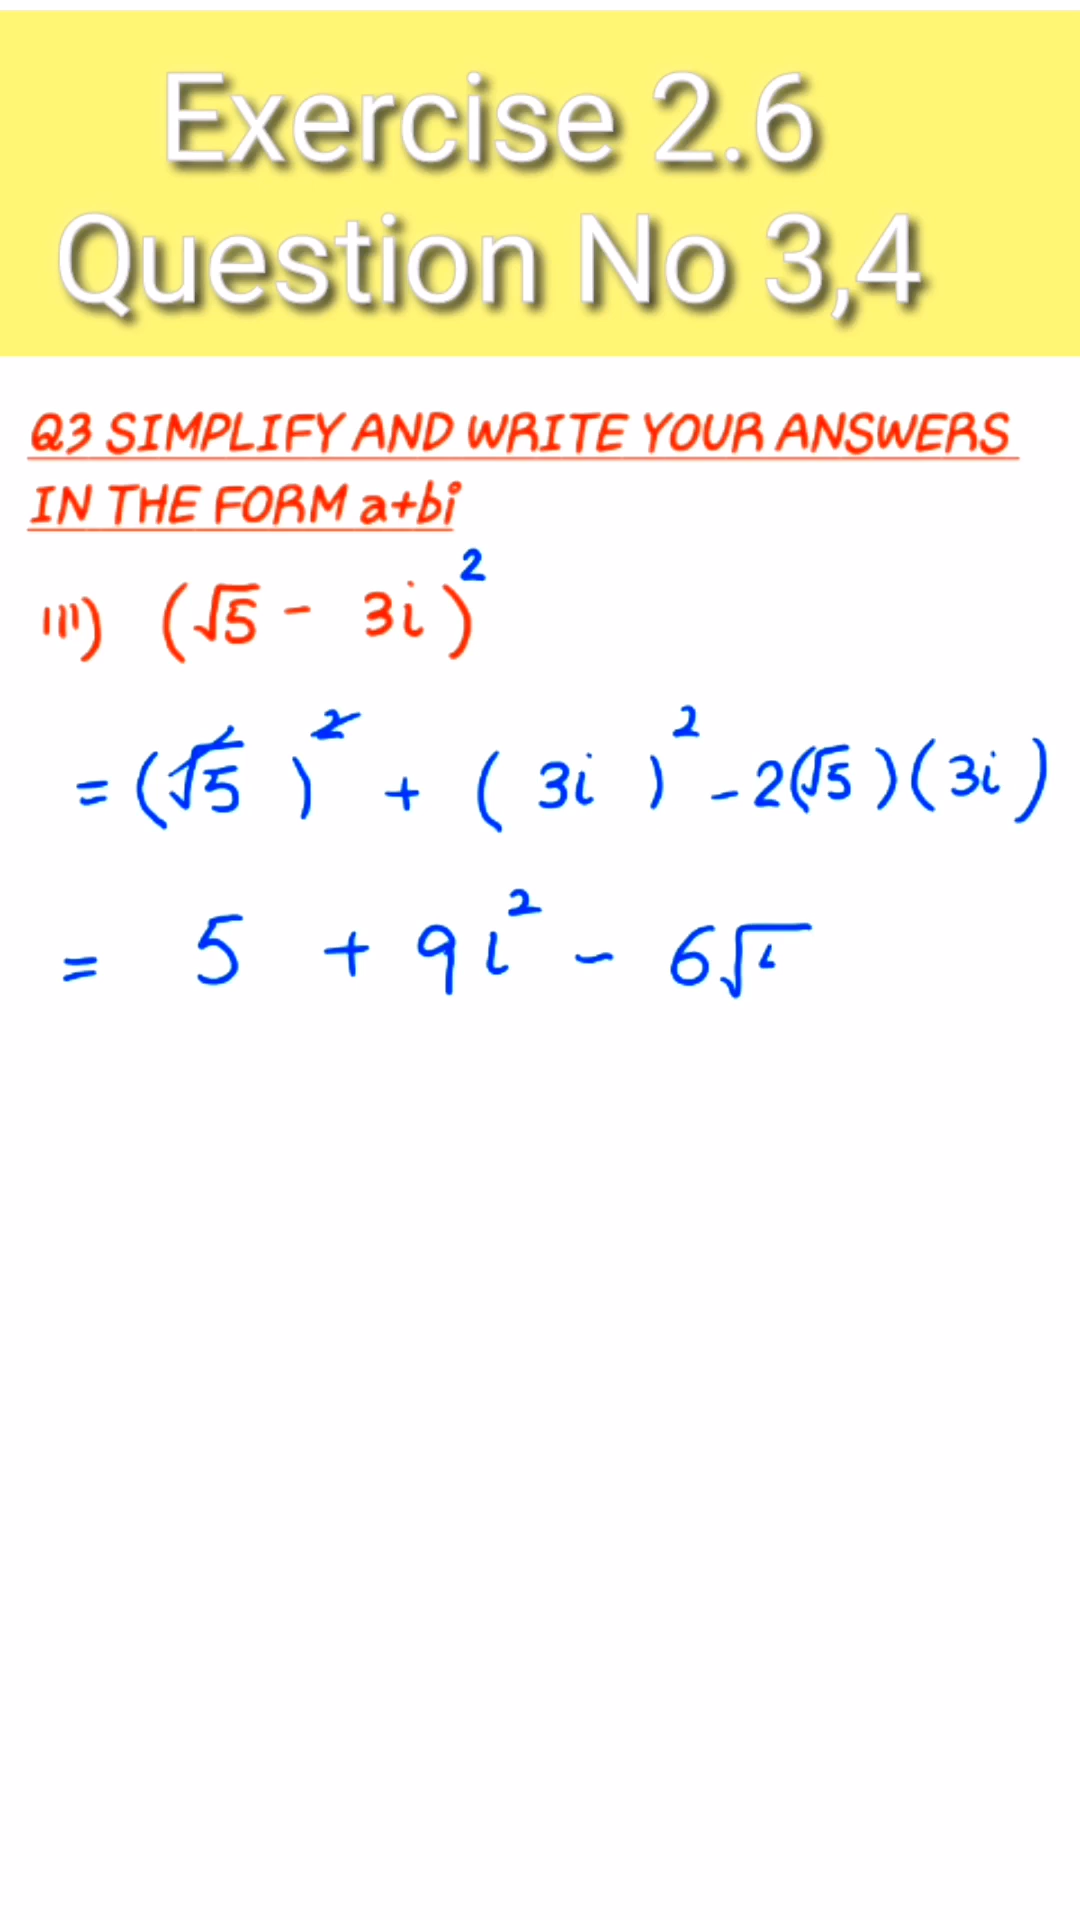 Exercise 2.6
Question No 3,4
Q3 SIMPLIFY AND WRITE YOUR ANSWERS
IN THE FORM a+bi
iii) (√5 - 3i)²
= (√5)² + (3i)² - 2(√5)(3i)
= 5 + 9i² - 6√